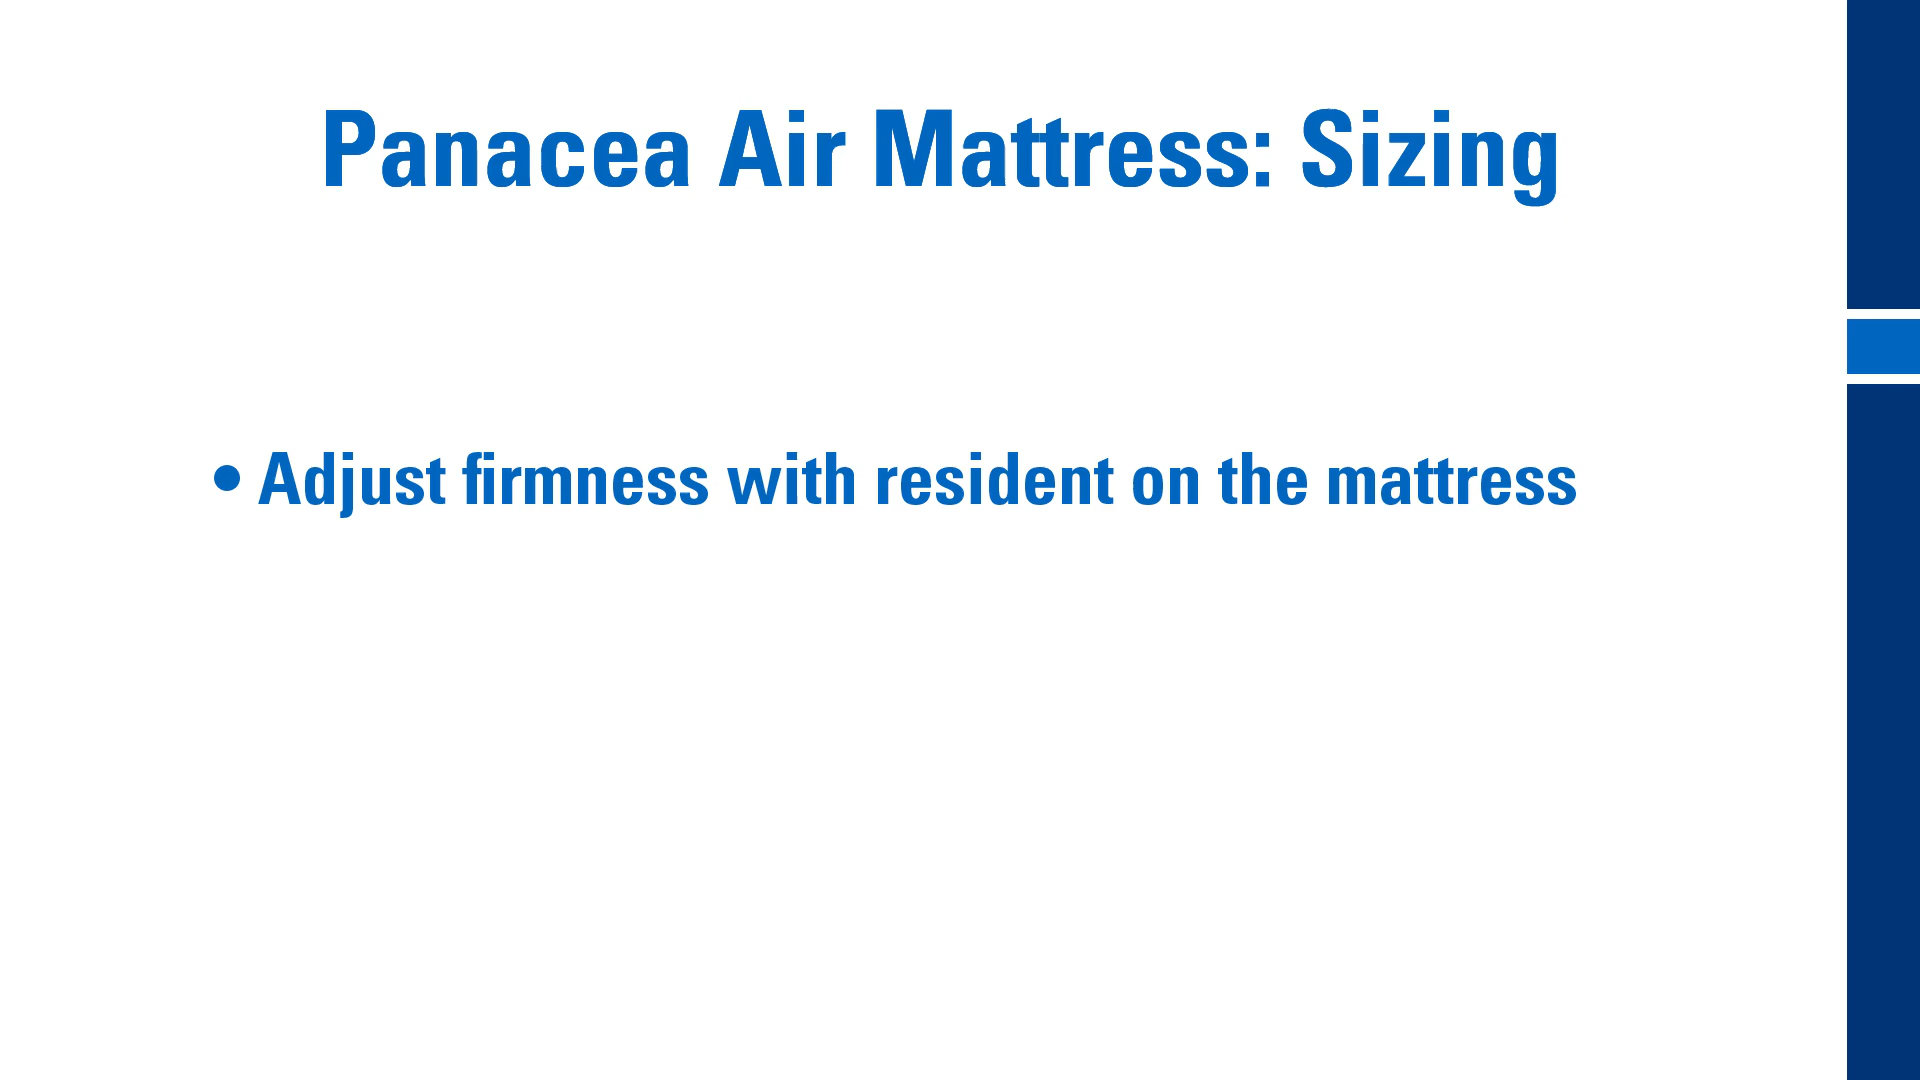 Panacea Air Mattress: Sizing
• Adjust firmness with resident on the mattress